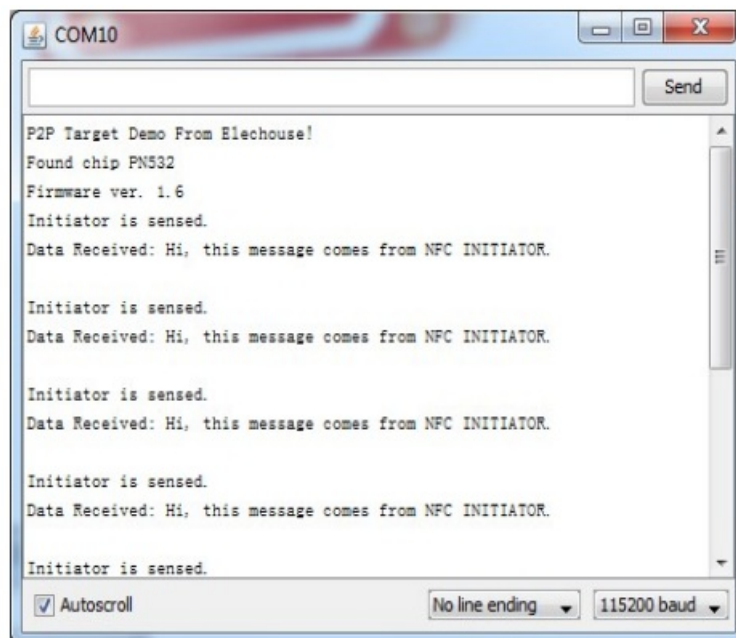 COM10
Send
P2P Target Demo From Elechouse!
Found chip PN532
Firmware ver. 1.6
Initiator is sensed.
Data Received: Hi, this message comes from NFC INITIATOR.
Initiator is sensed.
Data Received: Hi, this message comes from NFC INITIATOR.
Initiator is sensed.
Data Received: Hi, this message comes from NFC INITIATOR.
Initiator is sensed.
Data Received: Hi, this message comes from NFC INITIATOR.
Initiator is sensed.
Autoscroll
No line ending
115200 baud